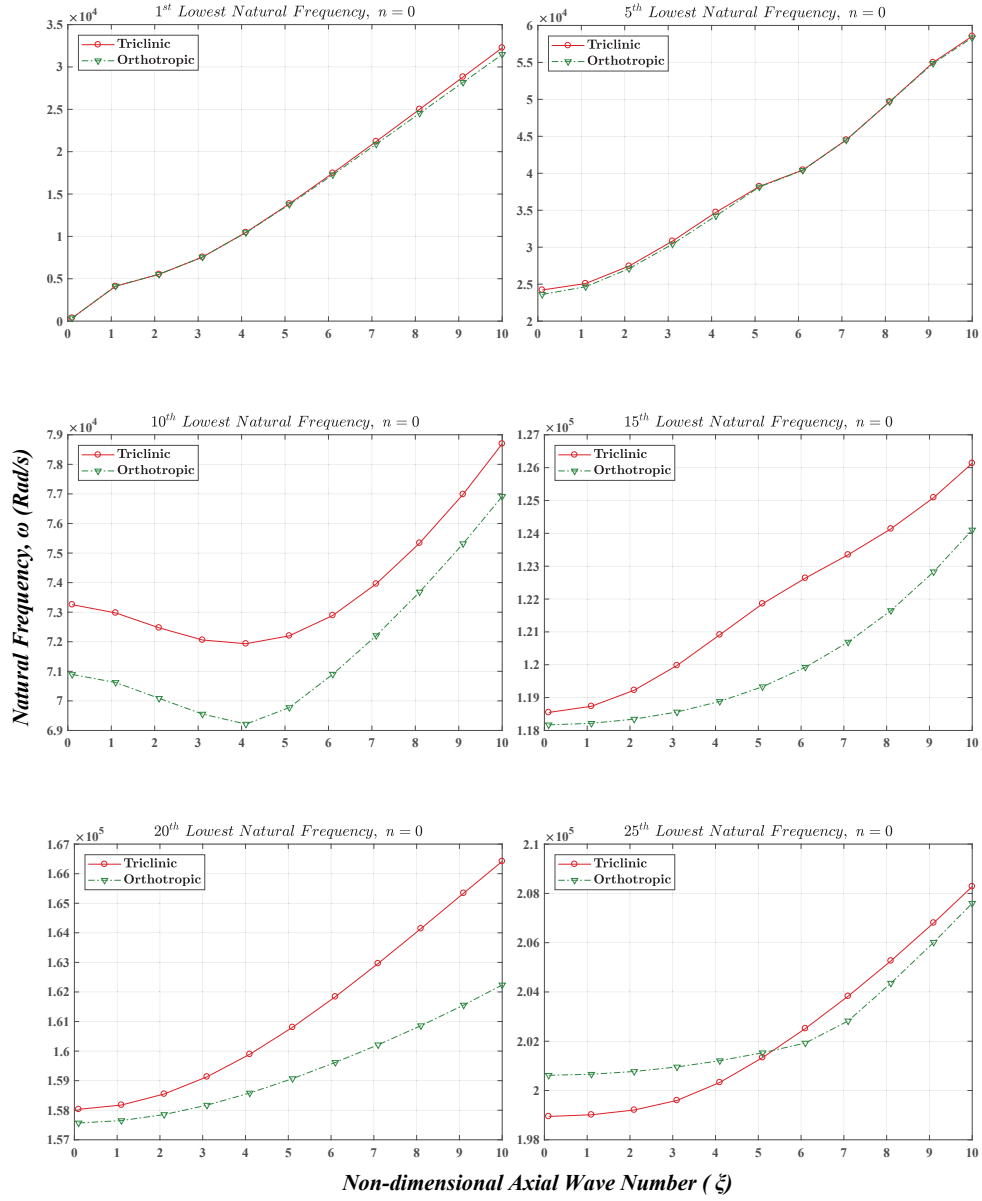 1st Lowest Natural Frequency, n = 0
×10⁴
3.5
3
2.5
2
1.5
1
0.5
0
0 1 2 3 4 5 6 7 8 9 10
Triclinic
Orthotropic
5th Lowest Natural Frequency, n = 0
×10⁴
6
5.5
5
4.5
4
3.5
3
2.5
2
0 1 2 3 4 5 6 7 8 9 10
Triclinic
Orthotropic
Natural Frequency, ω (Rad/s)
10th Lowest Natural Frequency, n = 0
×10⁴
7.9
7.8
7.7
7.6
7.5
7.4
7.3
7.2
7.1
7
6.9
0 1 2 3 4 5 6 7 8 9 10
Triclinic
Orthotropic
15th Lowest Natural Frequency, n = 0
×10⁵
1.27
1.26
1.25
1.24
1.23
1.22
1.21
1.2
1.19
1.18
0 1 2 3 4 5 6 7 8 9 10
Triclinic
Orthotropic
20th Lowest Natural Frequency, n = 0
×10⁵
1.67
1.66
1.65
1.64
1.63
1.62
1.61
1.6
1.59
1.58
1.57
0 1 2 3 4 5 6 7 8 9 10
Triclinic
Orthotropic
25th Lowest Natural Frequency, n = 0
×10⁵
2.1
2.08
2.06
2.04
2.02
2
1.98
0 1 2 3 4 5 6 7 8 9 10
Triclinic
Orthotropic
Non-dimensional Axial Wave Number ( ξ)